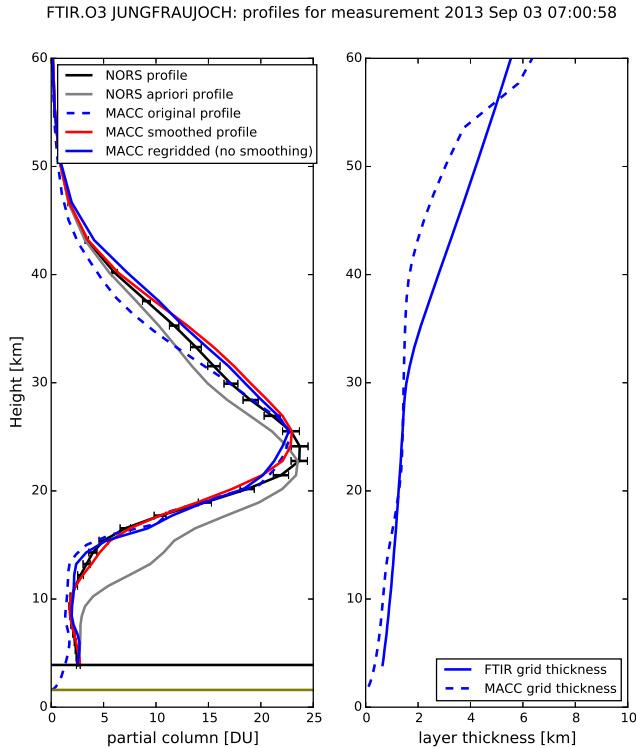 FTIR.O3 JUNGFRAUJOCH: profiles for measurement 2013 Sep 03 07:00:58
60
50
40
30
20
10
0
Height [km]
NORS profile
NORS apriori profile
MACC original profile
MACC smoothed profile
MACC regridded (no smoothing)
0 5 10 15 20 25
partial column [DU]
60
50
40
30
20
10
0
FTIR grid thickness
MACC grid thickness
0 2 4 6 8 10
layer thickness [km]